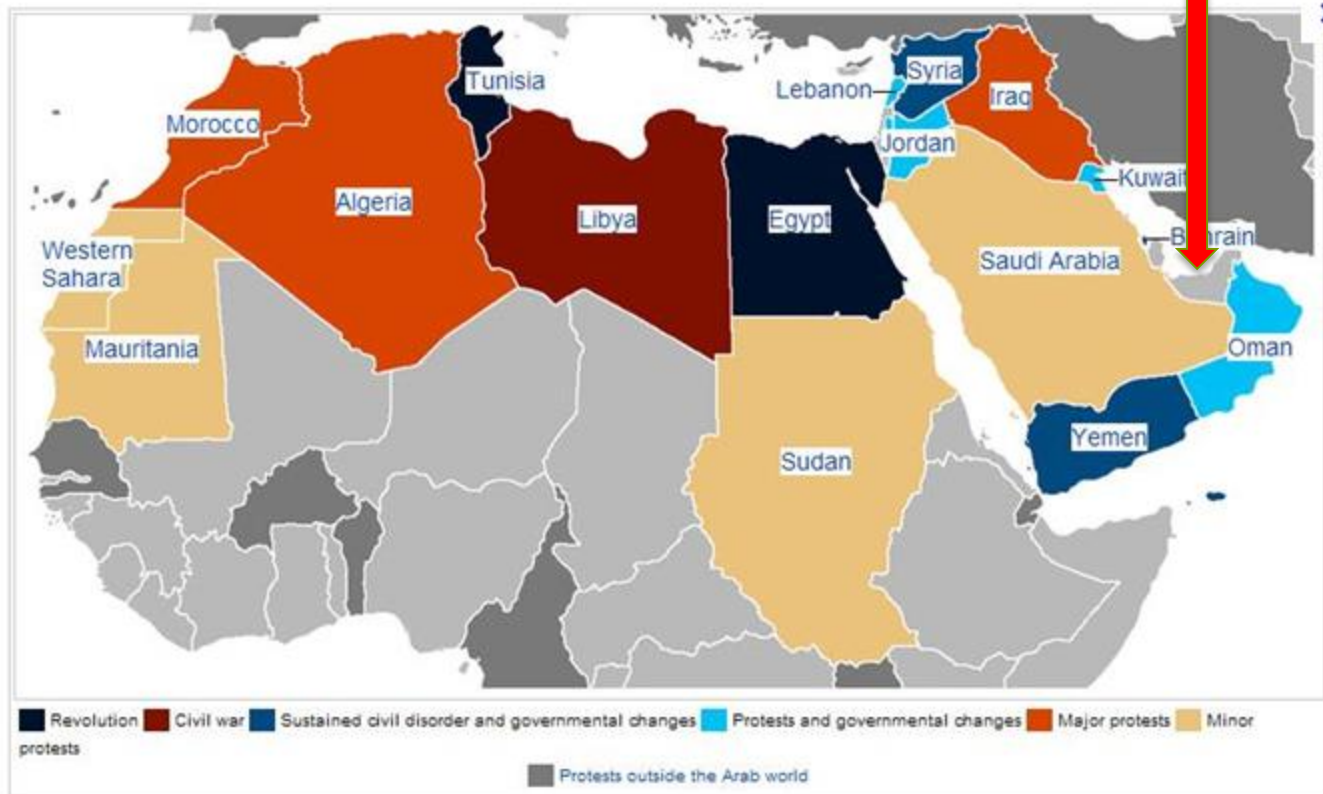 Tunisia
Syria
Lebanon
Iraq
Morocco
Jordan
Kuwait
Algeria
Libya
Egypt
Western
Sahara
Saudi Arabia
Bahrain
Mauritania
Oman
Yemen
Sudan
Revolution Civil war Sustained civil disorder and governmental changes Protests and governmental changes Major protests Minor
protests
Protests outside the Arab world